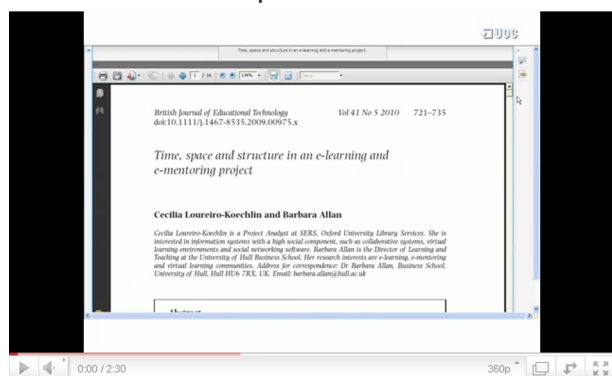 UOC
Time, space and structure in an e-learning and e-mentoring project.
1 / 16
134%
British Journal of Educational Technology Vol 41 No 5 2010 721–735
doi:10.1111/j.1467-8535.2009.00975.x
Time, space and structure in an e-learning and
e-mentoring project
Cecilia Loureiro-Koechlin and Barbara Allan
Cecilia Loureiro-Koechlin is a Project Analyst at SERS, Oxford University Library Services. She is
interested in information systems with a high social component, such as collaborative systems, virtual
learning environments and social networking software. Barbara Allan is the Director of Learning and
Teaching at the University of Hull Business School. Her research interests are e-learning, e-mentoring
and virtual learning communities. Address for correspondence: Dr Barbara Allan, Business School,
University of Hull, Hull HU6 7RX, UK. Email: barbara.allan@hull.ac.uk
Abstract
0:00 / 2:30 360p